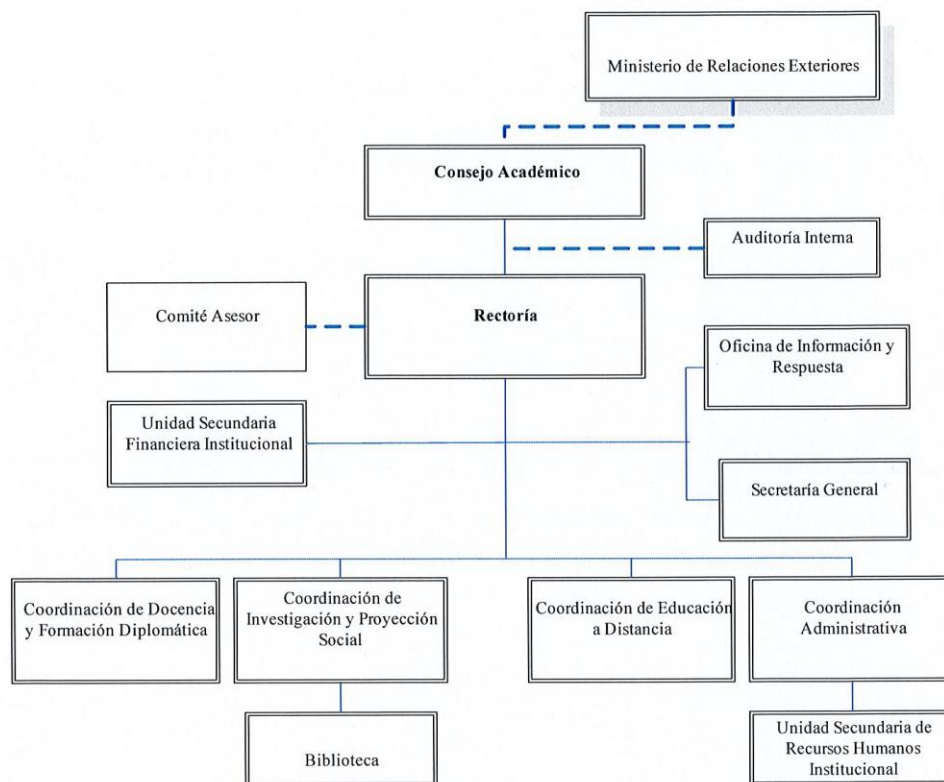 Ministerio de Relaciones Exteriores
Consejo Académico
Auditoría Interna
Comité Asesor
Rectoría
Oficina de Información y
Respuesta
Unidad Secundaria
Financiera Institucional
Secretaría General
Coordinación de Docencia
y Formación Diplomática
Coordinación de
Investigación y Proyección
Social
Coordinación de Educación
a Distancia
Coordinación
Administrativa
Biblioteca
Unidad Secundaria de
Recursos Humanos
Institucional